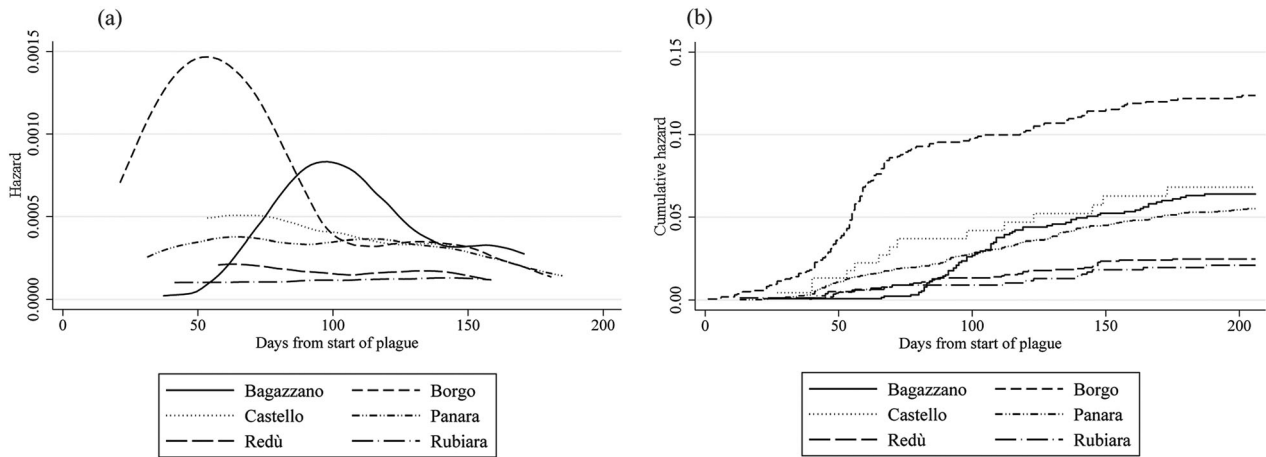 (a)
Hazard
0.0015
0.0010
0.0005
0.0000
0 50 100 150 200
Days from start of plague
Bagazzano Borgo
Castello Panara
Redù Rubiara
(b)
Cumulative hazard
0.15
0.10
0.05
0.00
0 50 100 150 200
Days from start of plague
Bagazzano Borgo
Castello Panara
Redù Rubiara